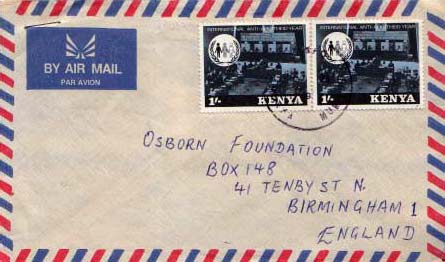 INTERNATIONAL ANTI-APARTHEID YEAR
INTERNATIONAL ANTI-APARTHEID YEAR
BY AIR MAIL
PAR AVION
1/- KENYA
1/- KENYA
OSBORN FOUNDATION
BOX 148
41 TENBY ST N.
BIRMINGHAM 1
ENGLAND